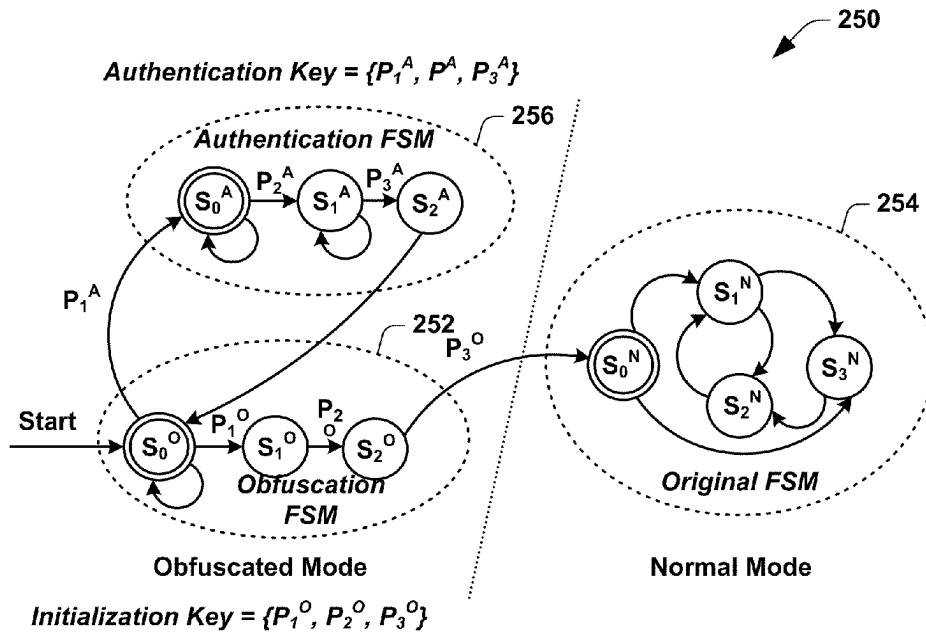 250
Authentication Key = {P₁ᴬ, Pᴬ, P₃ᴬ}
256
Authentication FSM
P₂ᴬ P₃ᴬ
S₀ᴬ S₁ᴬ S₂ᴬ
254
P₁ᴬ
S₁ᴺ
252
P₃ᴼ
S₀ᴺ S₃ᴺ
S₂ᴺ
Start
P₁ᴼ P₂
ᴼ
S₀ᴼ S₁ᴼ S₂ᴼ
Obfuscation
FSM
Original FSM
Obfuscated Mode
Normal Mode
Initialization Key = {P₁ᴼ, P₂ᴼ, P₃ᴼ}